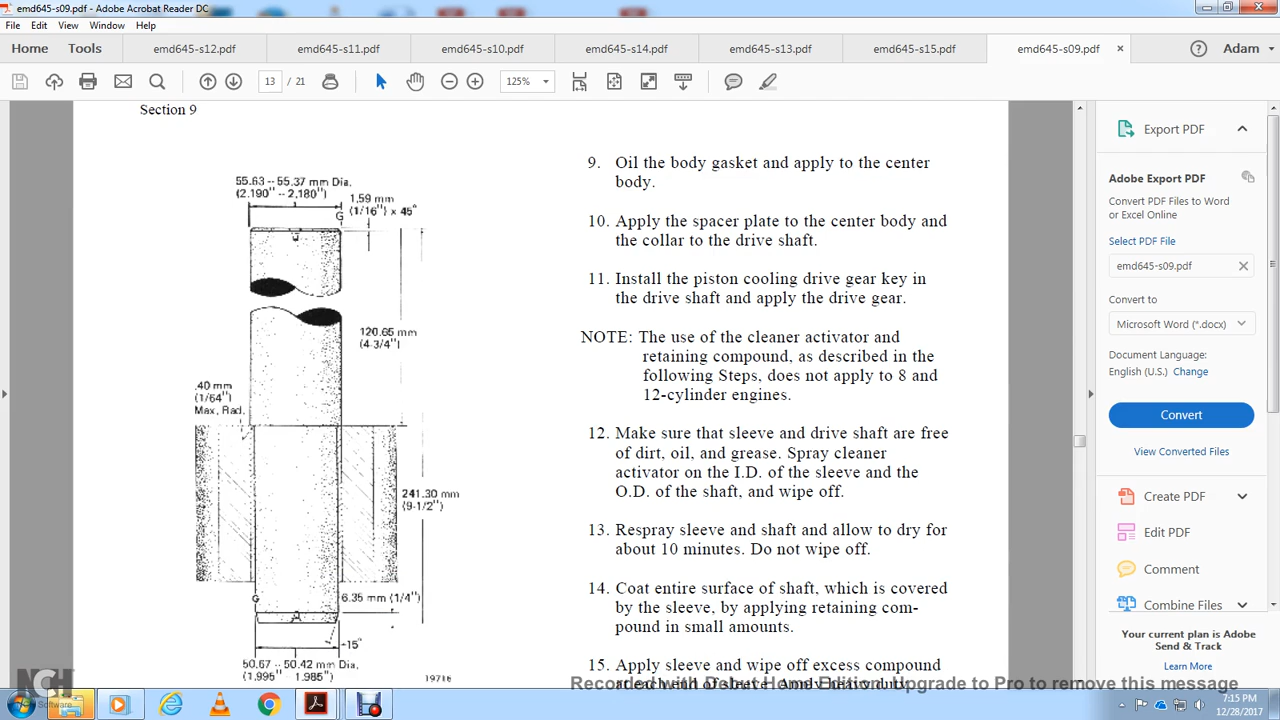 emd645-s09.pdf - Adobe Acrobat Reader DC
File Edit View Window Help
Home Tools emd645-s12.pdf emd645-s11.pdf emd645-s10.pdf emd645-s14.pdf emd645-s13.pdf emd645-s15.pdf emd645-s09.pdf × Adam
13 / 21 125%
Section 9
55.63 -- 55.37 mm Dia.
(2.190" -- 2.180")
1.59 mm
(1/16") x 45°
G
120.65 mm
(4-3/4")
.40 mm
(1/64")
Max. Rad.
241.30 mm
(9-1/2")
G
6.35 mm (1/4")
15°
50.67 -- 50.42 mm Dia.
(1.995" -- 1.985")
19716
9. Oil the body gasket and apply to the center
body.
10. Apply the spacer plate to the center body and
the collar to the drive shaft.
11. Install the piston cooling drive gear key in
the drive shaft and apply the drive gear.
NOTE: The use of the cleaner activator and
retaining compound, as described in the
following Steps, does not apply to 8 and
12-cylinder engines.
12. Make sure that sleeve and drive shaft are free
of dirt, oil, and grease. Spray cleaner
activator on the I.D. of the sleeve and the
O.D. of the shaft, and wipe off.
13. Respray sleeve and shaft and allow to dry for
about 10 minutes. Do not wipe off.
14. Coat entire surface of shaft, which is covered
by the sleeve, by applying retaining com-
pound in small amounts.
15. Apply sleeve and wipe off excess compound
Export PDF
Adobe Export PDF
Convert PDF Files to Word
or Excel Online
Select PDF File
emd645-s09.pdf
Convert to
Microsoft Word (*.docx)
Document Language:
English (U.S.) Change
Convert
View Converted Files
Create PDF
Edit PDF
Comment
Combine Files
Your current plan is Adobe
Send & Track
Learn More
NCH
Software
Recorded with Debut Home Edition. Upgrade to Pro to remove this message
7:15 PM
12/28/2017